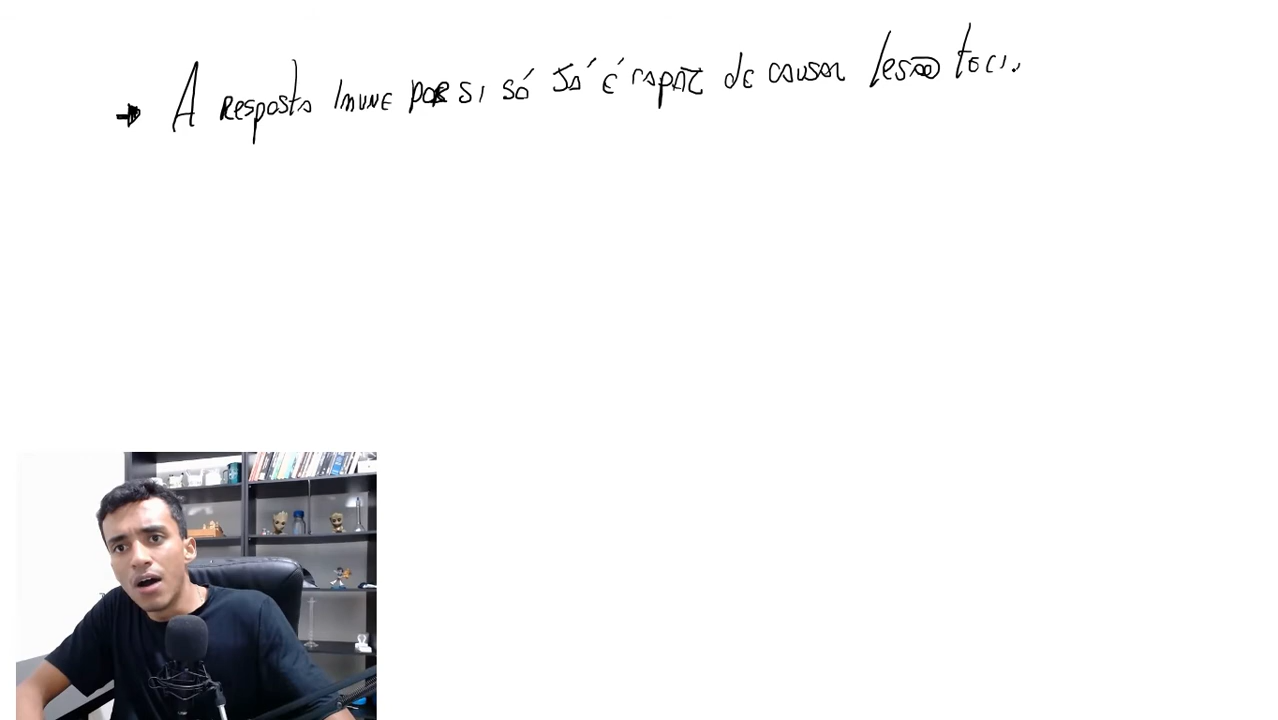 A resposta imune por si só já é capaz de causar lesão teci.